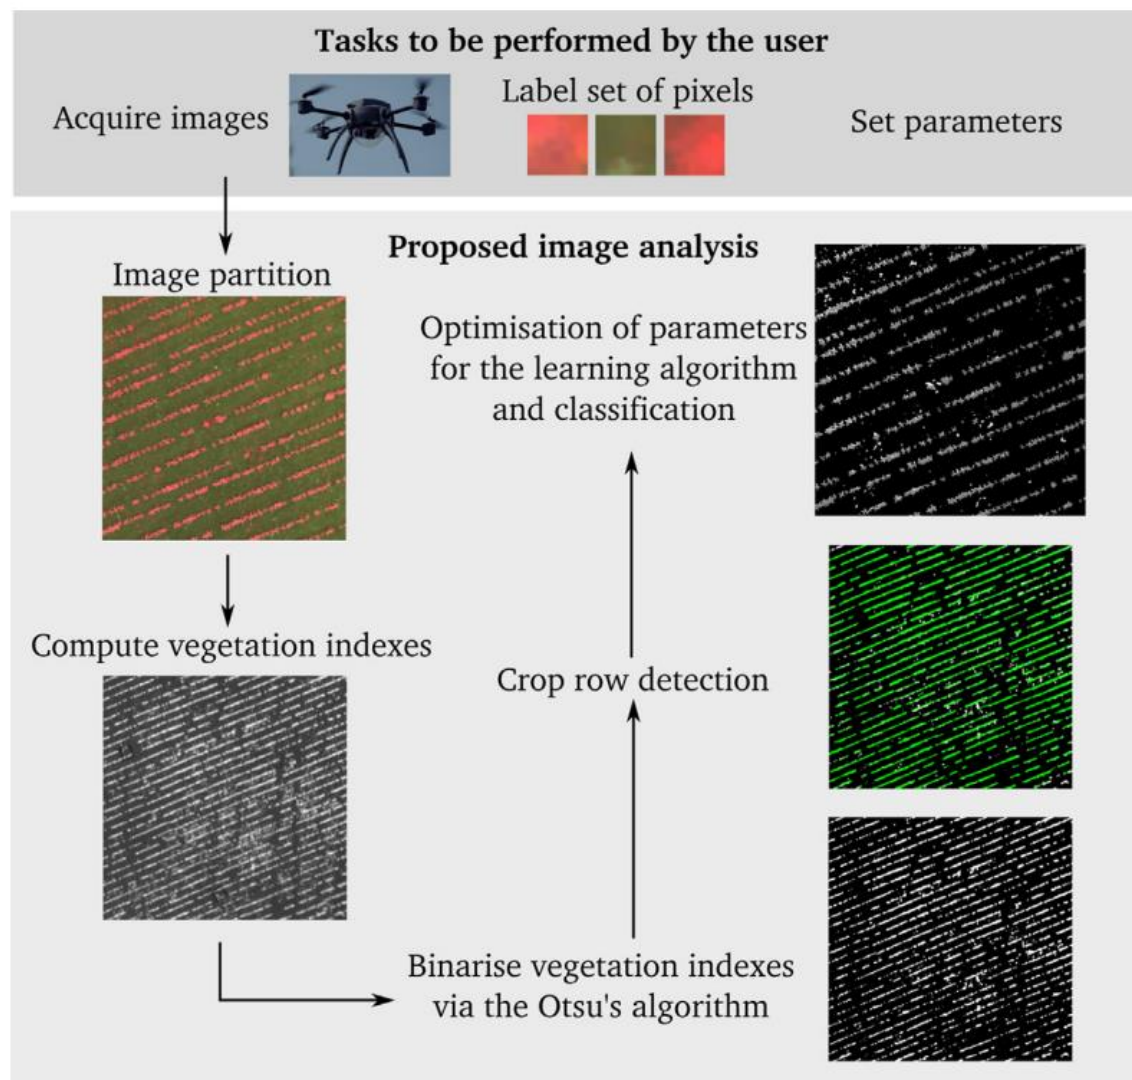 Tasks to be performed by the user
Acquire images
Label set of pixels
Set parameters
Proposed image analysis
Image partition
Optimisation of parameters
for the learning algorithm
and classification
Compute vegetation indexes
Crop row detection
Binarise vegetation indexes
via the Otsu's algorithm